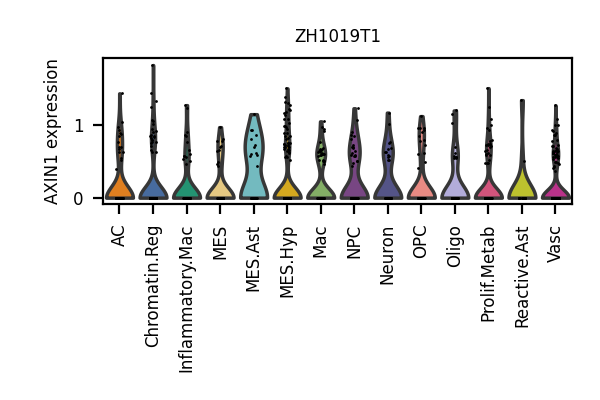 ZH1019T1
AXIN1 expression
1
0
AC
Chromatin.Reg
Inflammatory.Mac
MES
MES.Ast
MES.Hyp
Mac
NPC
Neuron
OPC
Oligo
Prolif.Metab
Reactive.Ast
Vasc